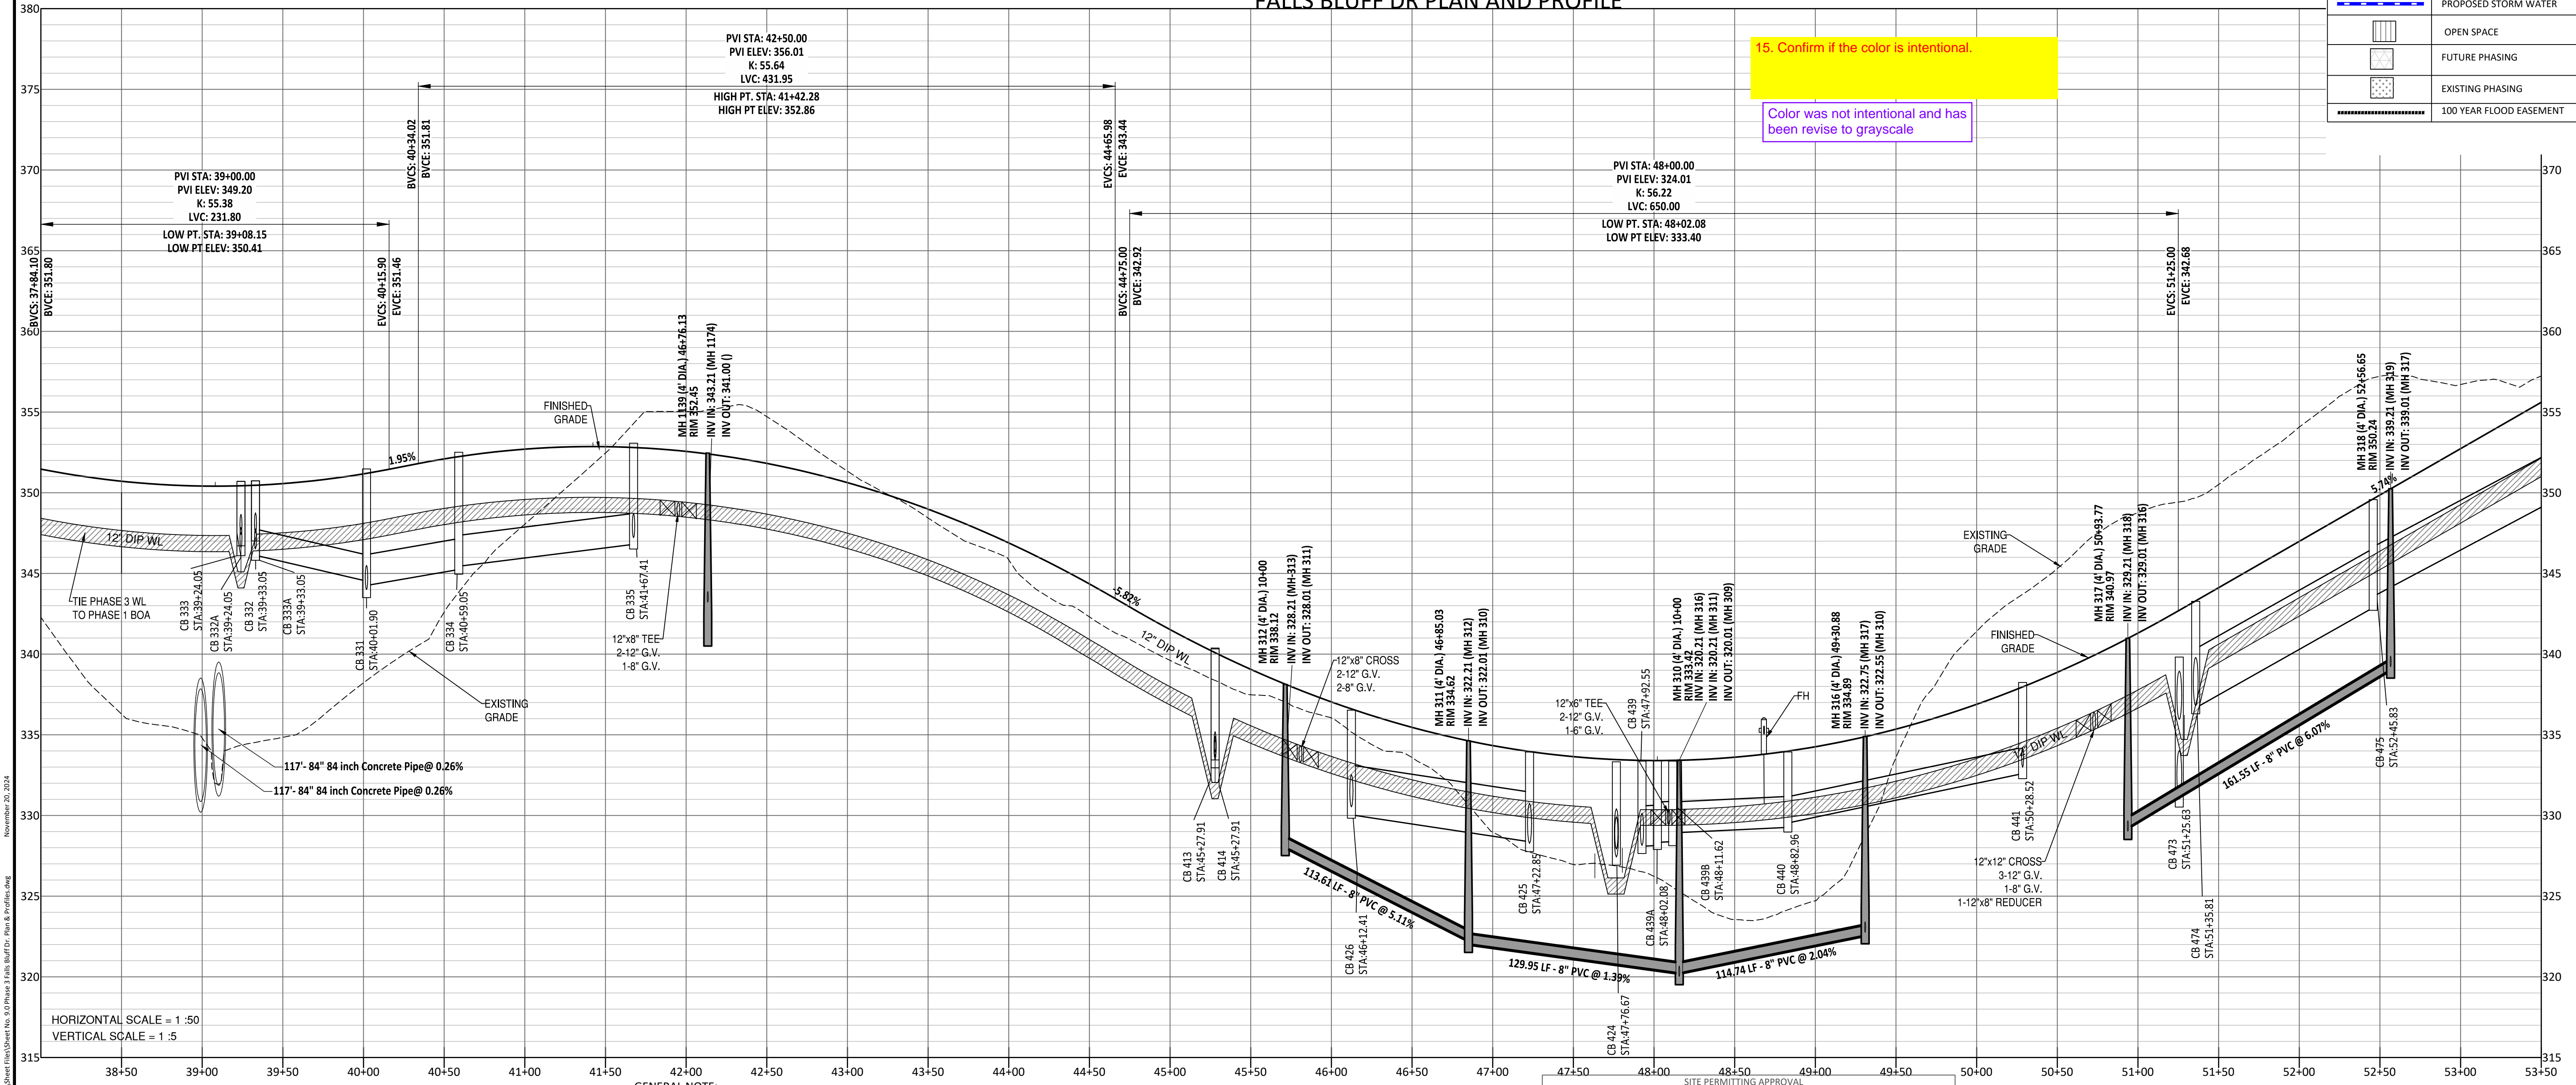 FALLS BLUFF DR PLAN AND PROFILE
PROPOSED STORM WATER
OPEN SPACE
FUTURE PHASING
EXISTING PHASING
100 YEAR FLOOD EASEMENT
15. Confirm if the color is intentional.
Color was not intentional and has
been revise to grayscale
PVI STA: 42+50.00
PVI ELEV: 356.01
K: 55.64
LVC: 431.95
HIGH PT. STA: 41+42.28
HIGH PT ELEV: 352.86
BVCS: 40+34.02
BVCE: 351.81
EVCS: 44+65.98
EVCE: 343.44
PVI STA: 39+00.00
PVI ELEV: 349.20
K: 55.38
LVC: 231.80
LOW PT. STA: 39+08.15
LOW PT ELEV: 350.41
BVCS: 37+84.10
BVCE: 351.80
EVCS: 40+15.90
EVCE: 351.46
PVI STA: 48+00.00
PVI ELEV: 324.01
K: 56.22
LVC: 650.00
LOW PT. STA: 48+02.08
LOW PT ELEV: 333.40
BVCS: 44+75.00
BVCE: 342.92
EVCS: 51+25.00
EVCE: 342.68
380
375
370
365
360
355
350
345
340
335
330
325
320
315
370
365
360
355
350
345
340
335
330
325
320
315
FINISHED
GRADE
1.95%
MH 1139 (4' DIA.) 46+76.13
RIM 352.45
INV IN: 343.21 (MH 1174)
INV OUT: 341.00 ()
12" DIP WL
TIE PHASE 3 WL
TO PHASE 1 BOA
CB 333
STA:39+24.05
CB 332A
STA:39+24.05
CB 332
STA:39+33.05
CB 333A
STA:39+33.05
CB 331
STA:40+01.90
CB 334
STA:40+59.05
CB 335
STA:41+67.41
12"x8" TEE
2-12" G.V.
1-8" G.V.
EXISTING
GRADE
117'- 84" 84 inch Concrete Pipe@ 0.26%
117'- 84" 84 inch Concrete Pipe@ 0.26%
-5.82%
12" DIP WL
CB 413
STA:45+27.91
CB 414
STA:45+27.91
MH 312 (4' DIA.) 10+00
RIM 338.12
INV IN: 328.21 (MH-313)
INV OUT: 328.01 (MH 311)
12"x8" CROSS
2-12" G.V.
2-8" G.V.
113.61 LF - 8" PVC @ 5.11%
CB 426
STA:46+12.41
MH 311 (4' DIA.) 46+85.03
RIM 334.62
INV IN: 322.21 (MH 312)
INV OUT: 322.01 (MH 310)
CB 425
STA:47+22.85
129.95 LF - 8" PVC @ 1.39%
12"x6" TEE
2-12" G.V.
1-6" G.V.
CB 439
STA:47+92.55
CB 424
STA:47+76.67
CB 439A
STA:48+02.08
MH 310 (4' DIA.) 10+00
RIM 333.42
INV IN: 320.21 (MH 316)
INV IN: 320.21 (MH 311)
INV OUT: 320.01 (MH 309)
CB 439B
STA:48+11.62
FH
CB 440
STA:48+82.96
114.74 LF - 8" PVC @ 2.04%
MH 316 (4' DIA.) 49+30.88
RIM 334.89
INV IN: 322.75 (MH 317)
INV OUT: 322.55 (MH 310)
EXISTING
GRADE
FINISHED
GRADE
CB 441
STA:50+28.52
12" DIP WL
12"x12" CROSS
3-12" G.V.
1-8" G.V.
1-12"x8" REDUCER
MH 317 (4' DIA.) 50+93.77
RIM 340.97
INV IN: 329.21 (MH 318)
INV OUT: 329.01 (MH 316)
CB 473
STA:51+25.63
CB 474
STA:51+35.81
161.55 LF - 8" PVC @ 6.07%
MH 318 (4' DIA.) 52+56.65
RIM 350.24
INV IN: 339.21 (MH 319)
INV OUT: 339.01 (MH 317)
5.74%
CB 475
STA:52+45.83
HORIZONTAL SCALE = 1 :50
VERTICAL SCALE = 1 :5
38+50 39+00 39+50 40+00 40+50 41+00 41+50 42+00 42+50 43+00 43+50 44+00 44+50 45+00 45+50 46+00 46+50 47+00 47+50 48+00 48+50 49+00 49+50 50+00 50+50 51+00 51+50 52+00 52+50 53+00 53+50
GENERAL NOTE:
SITE PERMITTING APPROVAL
\Sheet Files\Sheet No. 9.0 Phase 3 Falls Bluff Dr. Plan & Profiles.dwg November 20, 2024